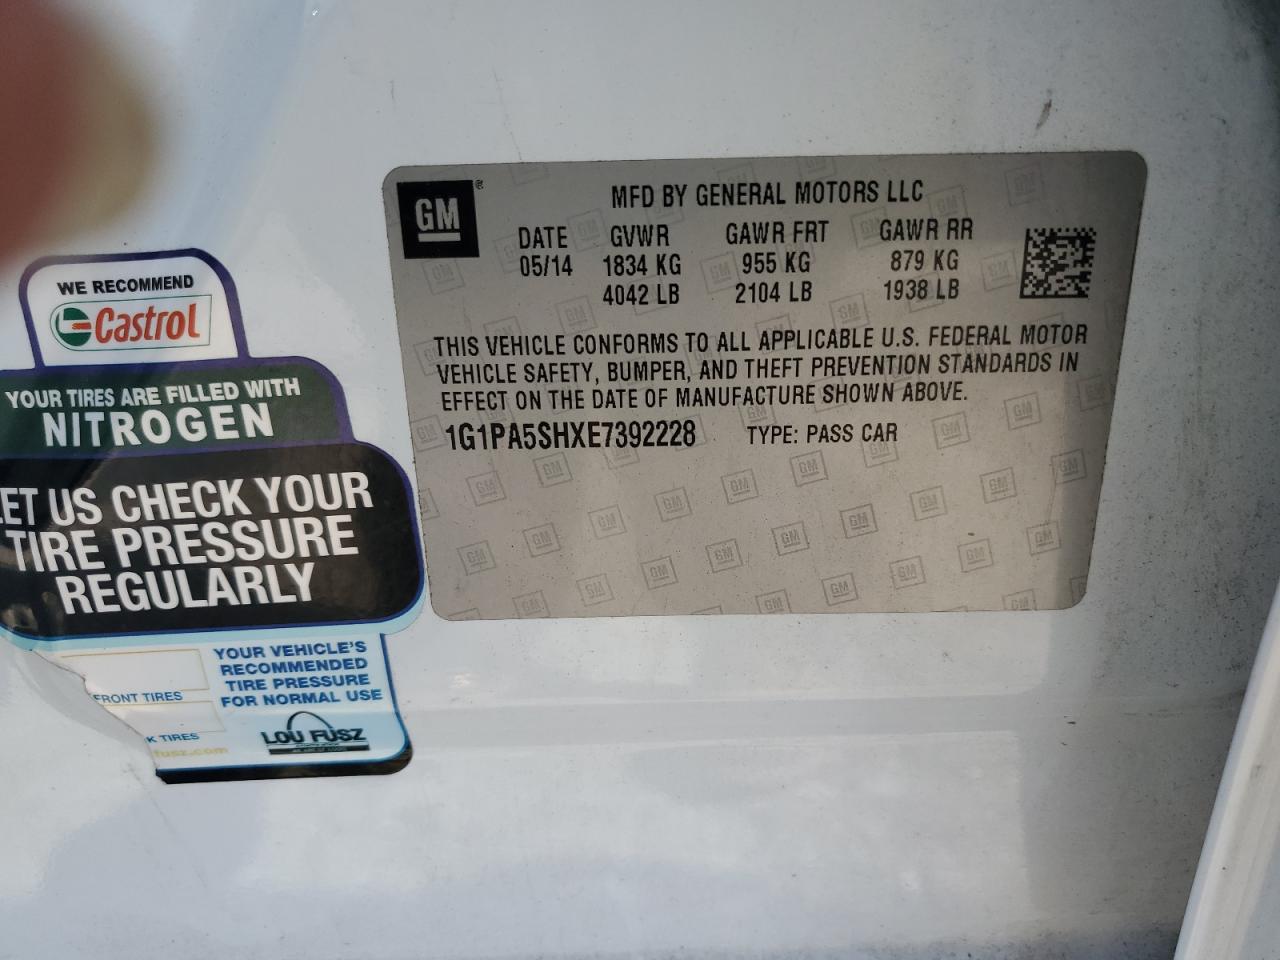 GM ®
MFD BY GENERAL MOTORS LLC
DATE GVWR GAWR FRT GAWR RR
05/14 1834 KG 955 KG 879 KG
4042 LB 2104 LB 1938 LB
THIS VEHICLE CONFORMS TO ALL APPLICABLE U.S. FEDERAL MOTOR
VEHICLE SAFETY, BUMPER, AND THEFT PREVENTION STANDARDS IN
EFFECT ON THE DATE OF MANUFACTURE SHOWN ABOVE.
1G1PA5SHXE7392228 TYPE: PASS CAR
WE RECOMMEND
Castrol
YOUR TIRES ARE FILLED WITH
NITROGEN
LET US CHECK YOUR
TIRE PRESSURE
REGULARLY
YOUR VEHICLE'S
RECOMMENDED
TIRE PRESSURE
FOR NORMAL USE
FRONT TIRES
K TIRES
fusz.com
LOU FUSZ